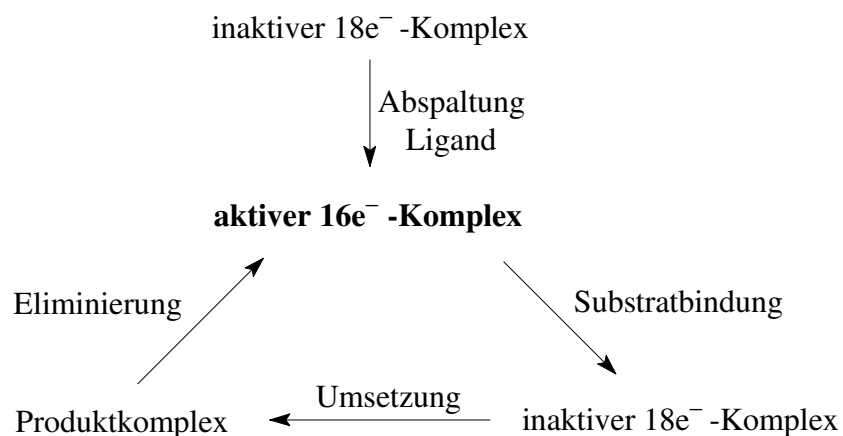 inaktiver 18e⁻ -Komplex
Abspaltung
Ligand
aktiver 16e⁻ -Komplex
Eliminierung
Substratbindung
Umsetzung
Produktkomplex
inaktiver 18e⁻ -Komplex